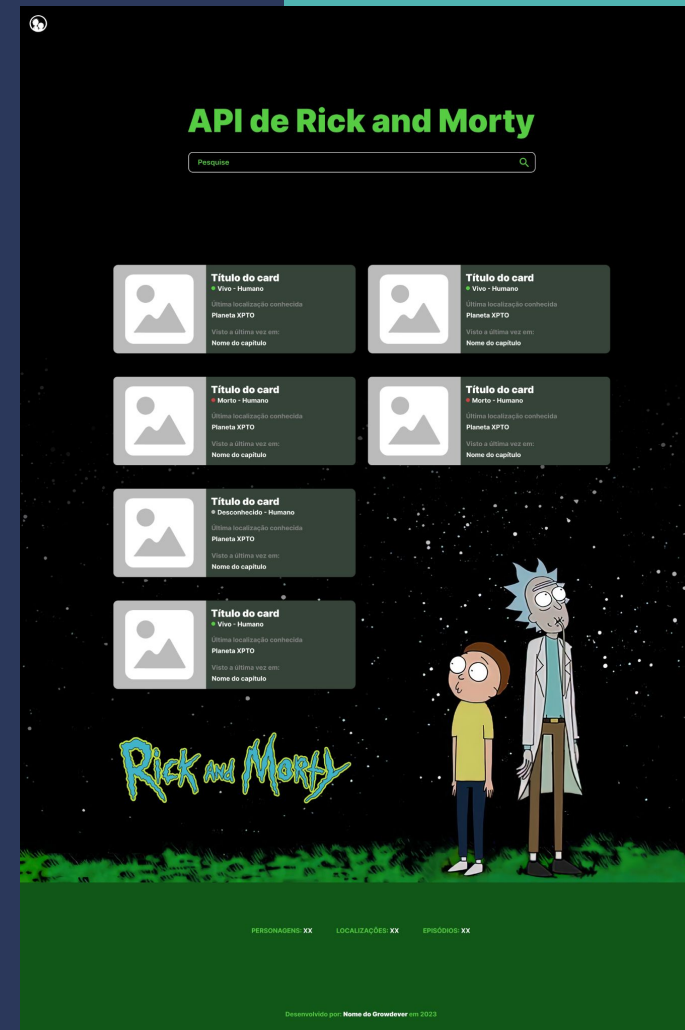 API de Rick and Morty
Pesquise
Título do card
Vivo - Humano
Última localização conhecida
Planeta XPTO
Visto a última vez em:
Nome do capítulo
Título do card
Vivo - Humano
Última localização conhecida
Planeta XPTO
Visto a última vez em:
Nome do capítulo
Título do card
Morto - Humano
Última localização conhecida
Planeta XPTO
Visto a última vez em:
Nome do capítulo
Título do card
Morto - Humano
Última localização conhecida
Planeta XPTO
Visto a última vez em:
Nome do capítulo
Título do card
Desconhecido - Humano
Última localização conhecida
Planeta XPTO
Visto a última vez em:
Nome do capítulo
Título do card
Vivo - Humano
Última localização conhecida
Planeta XPTO
Visto a última vez em:
Nome do capítulo
Rick and Morty
PERSONAGENS: XX LOCALIZAÇÕES: XX EPISÓDIOS: XX
Desenvolvido por: Nome do Growdever em 2023